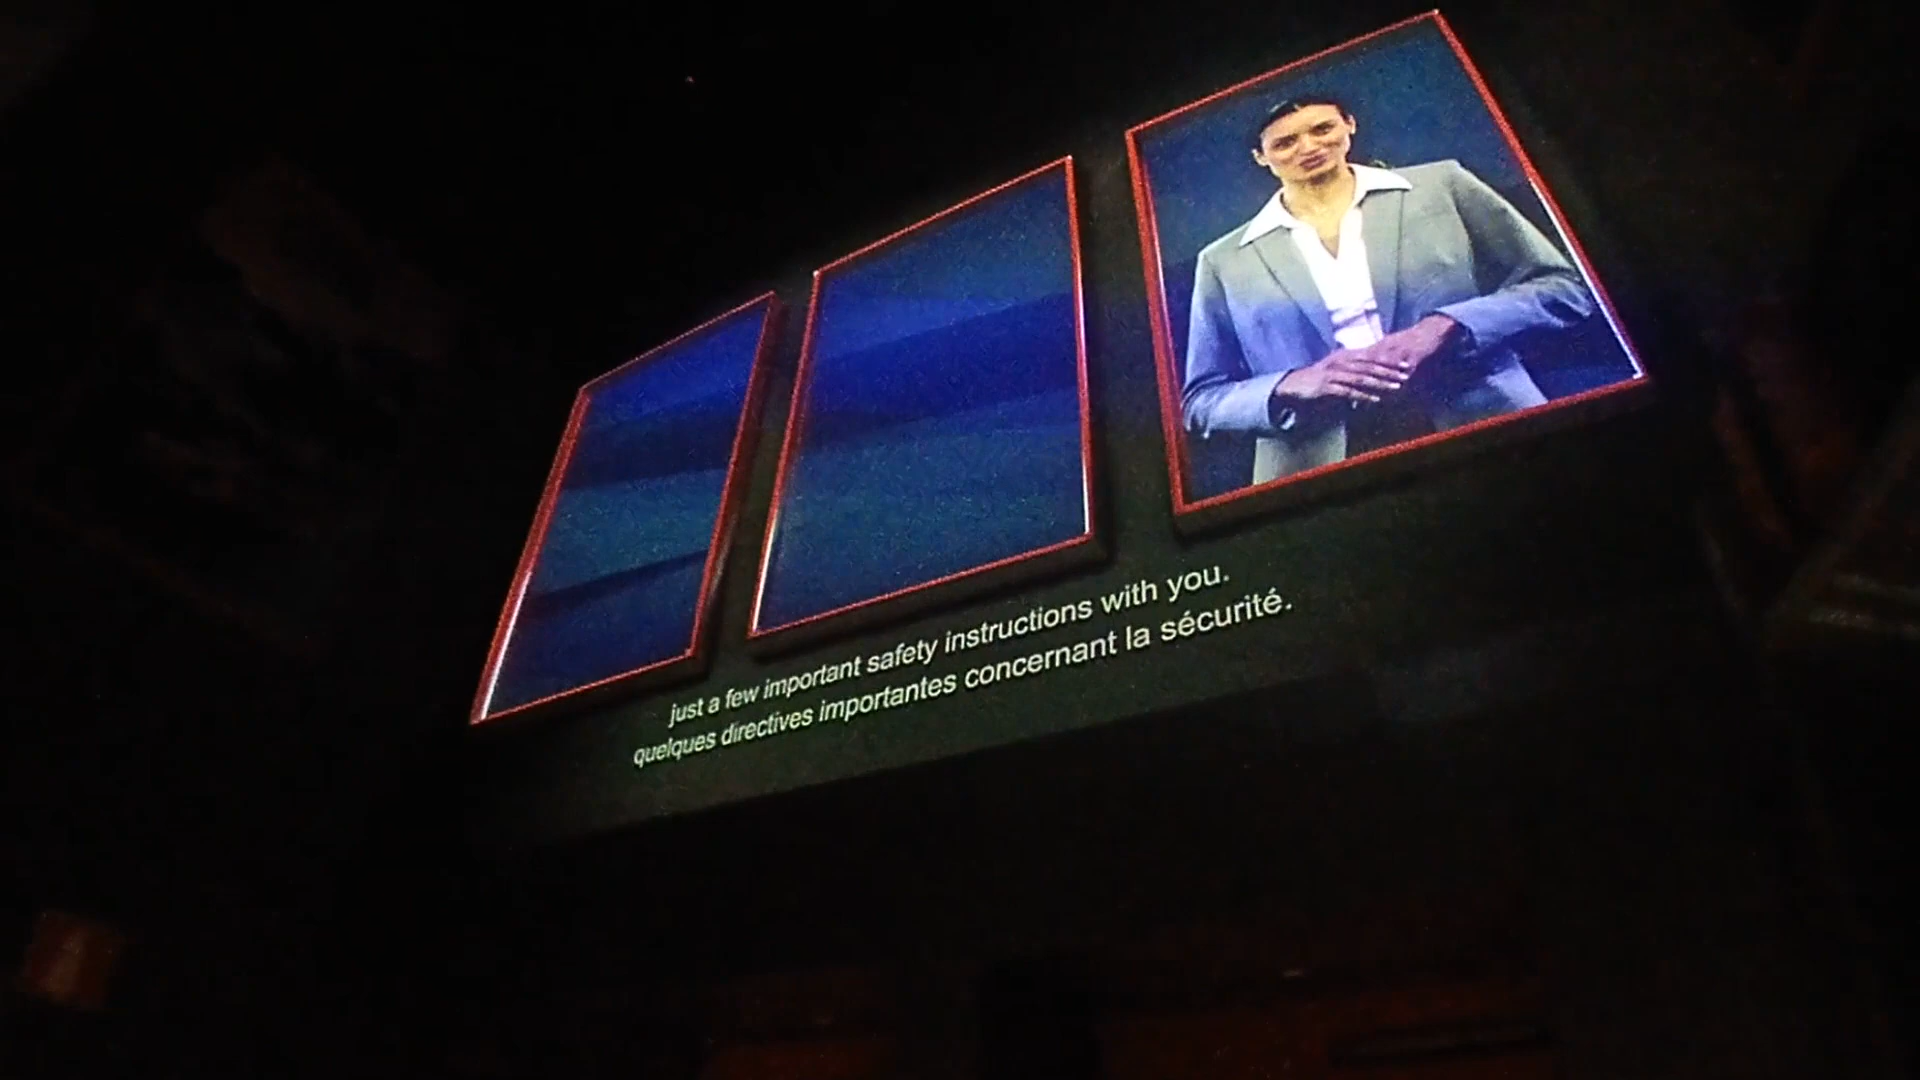 just a few important safety instructions with you.
quelques directives importantes concernant la sécurité.